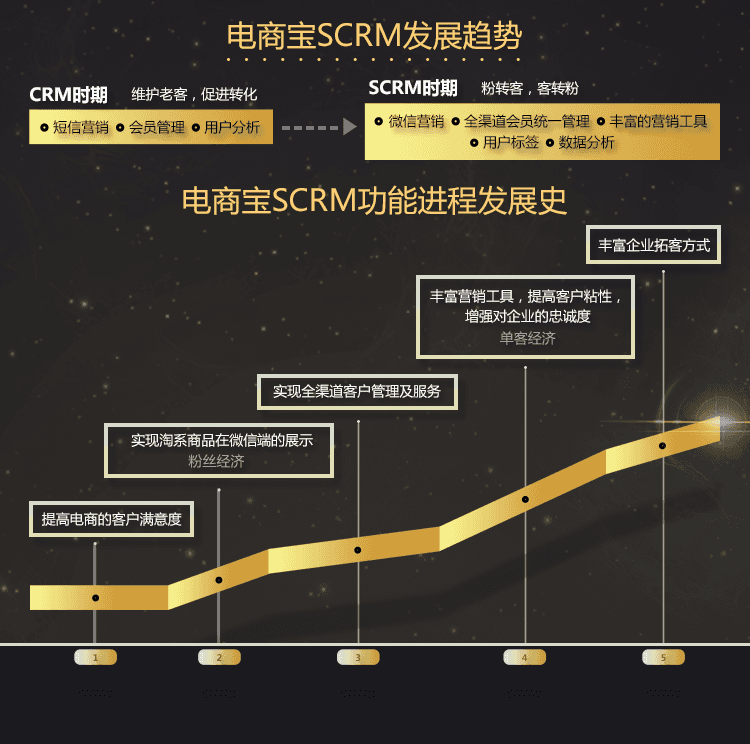 电商宝SCRM发展趋势
CRM时期 维护老客，促进转化
短信营销 会员管理 用户分析
SCRM时期 粉转客，客转粉
微信营销 全渠道会员统一管理 丰富的营销工具
用户标签 数据分析
电商宝SCRM功能进程发展史
丰富企业拓客方式
丰富营销工具，提高客户粘性，
增强对企业的忠诚度
单客经济
实现全渠道客户管理及服务
实现淘系商品在微信端的展示
粉丝经济
提高电商的客户满意度
1 2 3 4 5